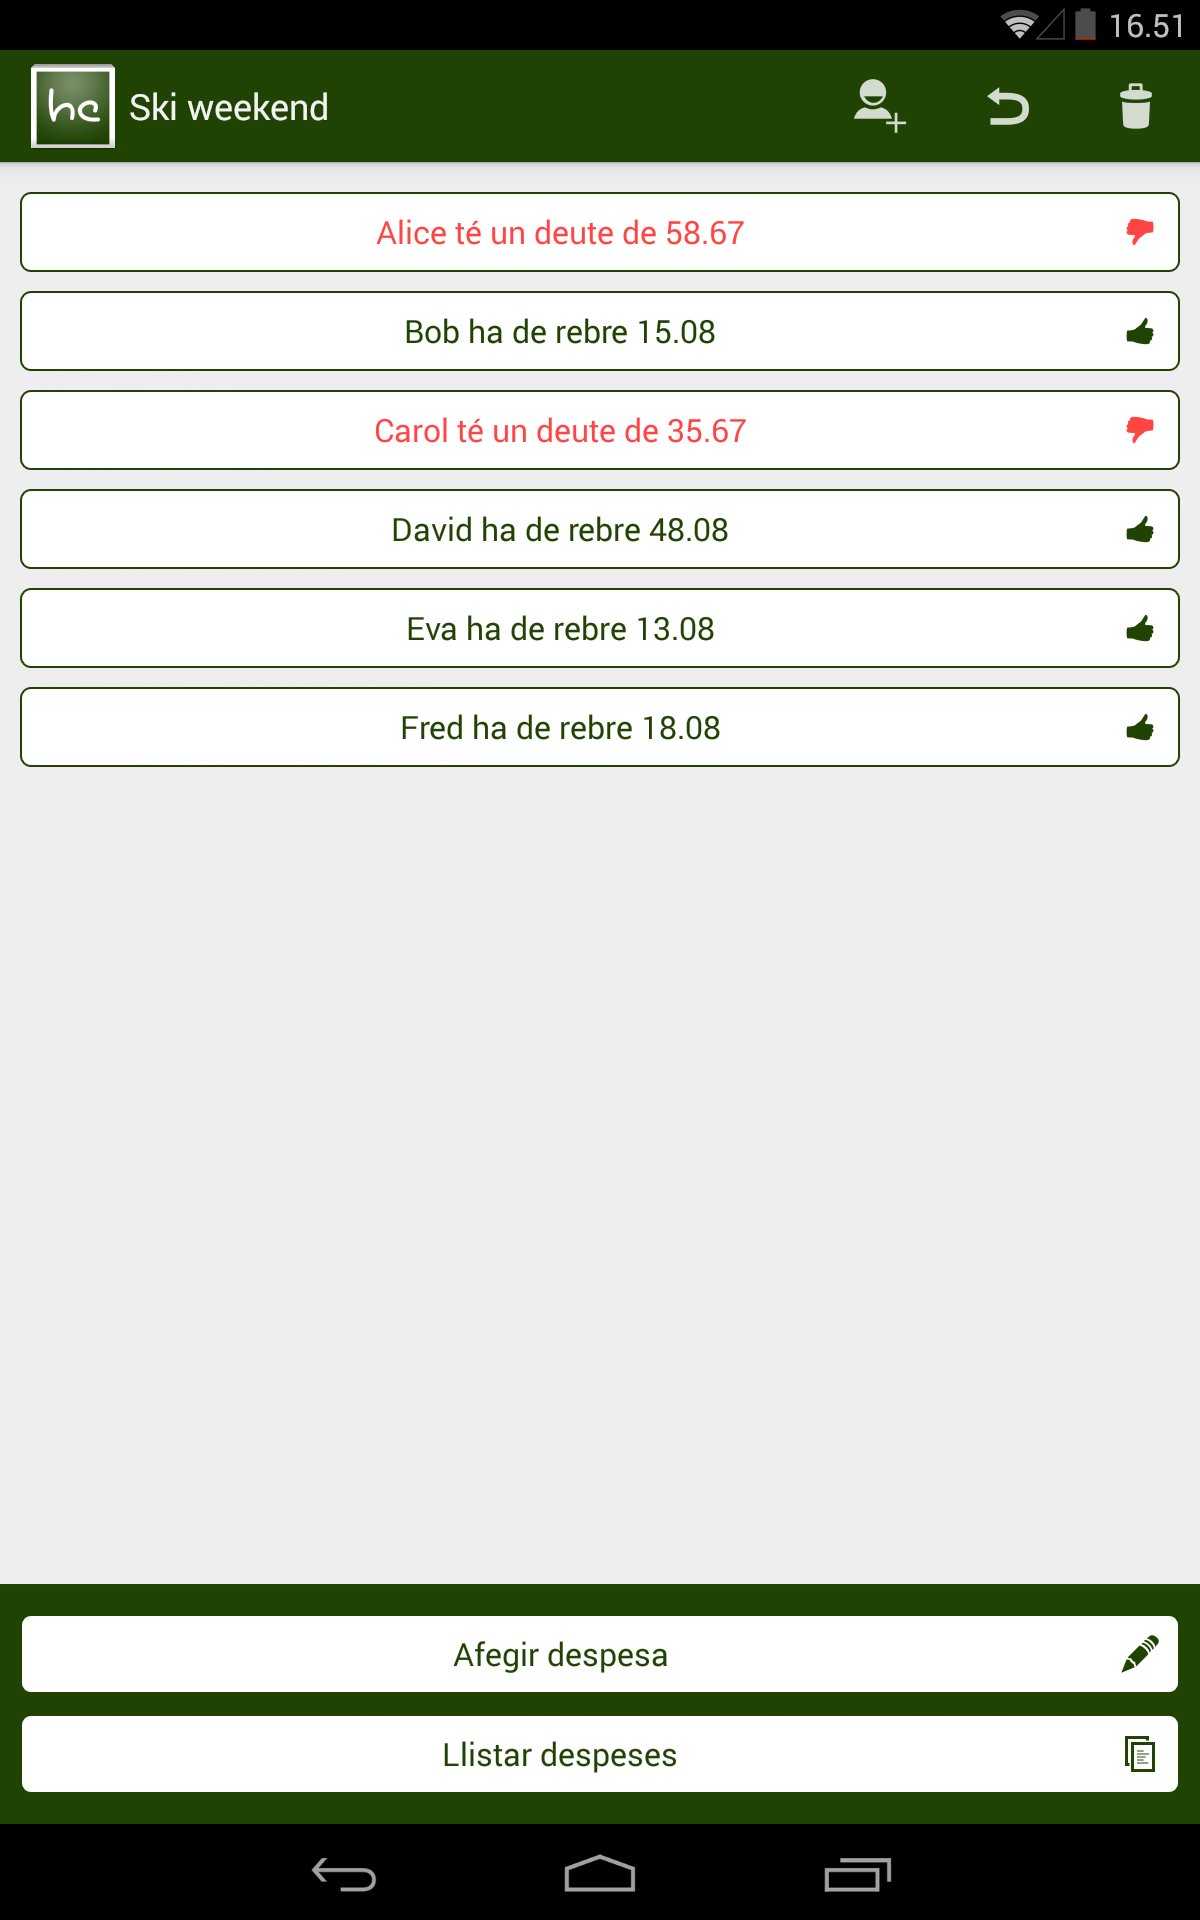 16.51
hc Ski weekend
Alice té un deute de 58.67
Bob ha de rebre 15.08
Carol té un deute de 35.67
David ha de rebre 48.08
Eva ha de rebre 13.08
Fred ha de rebre 18.08
Afegir despesa
Llistar despeses